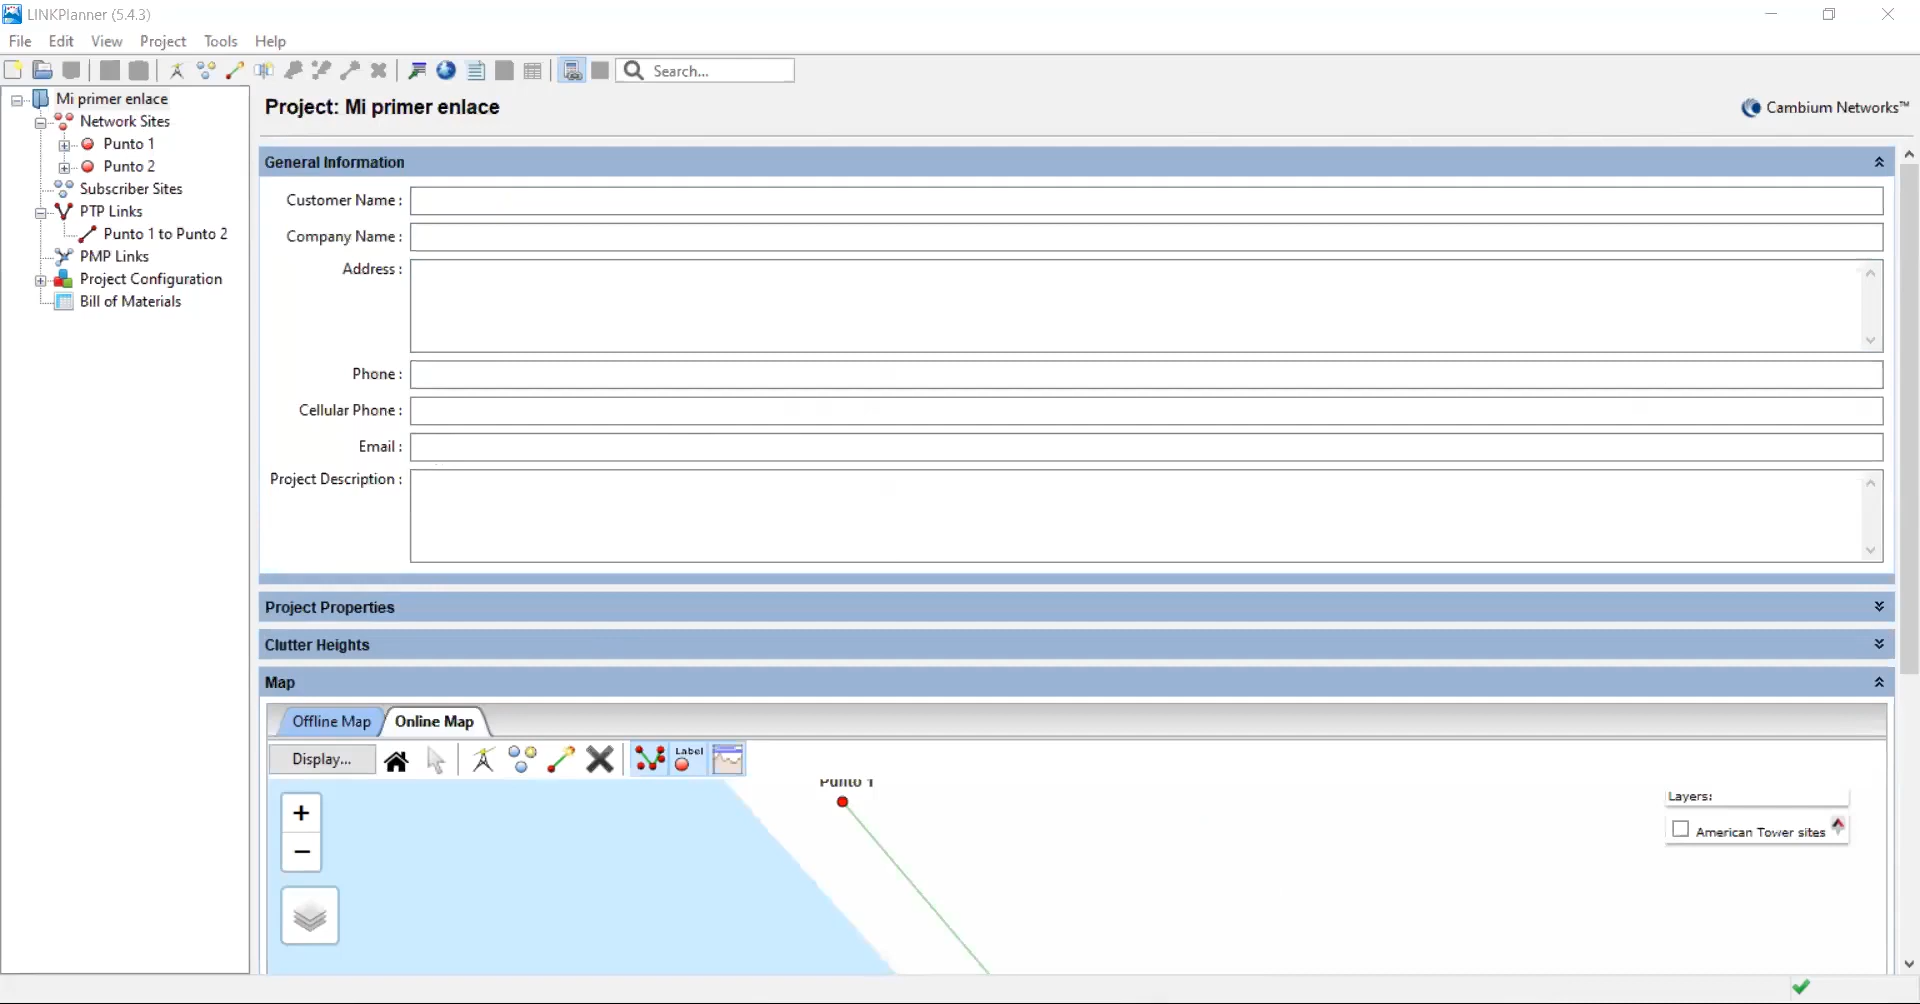 LINKPlanner (5.4.3)
File Edit View Project Tools Help
Search...
Mi primer enlace
Network Sites
Punto 1
Punto 2
Subscriber Sites
PTP Links
Punto 1 to Punto 2
PMP Links
Project Configuration
Bill of Materials
Project: Mi primer enlace
Cambium Networks™
General Information
Customer Name :
Company Name :
Address :
Phone :
Cellular Phone :
Email :
Project Description :
Project Properties
Clutter Heights
Map
Offline Map Online Map
Display... Label
Punto 1
+
−
Layers:
American Tower sites